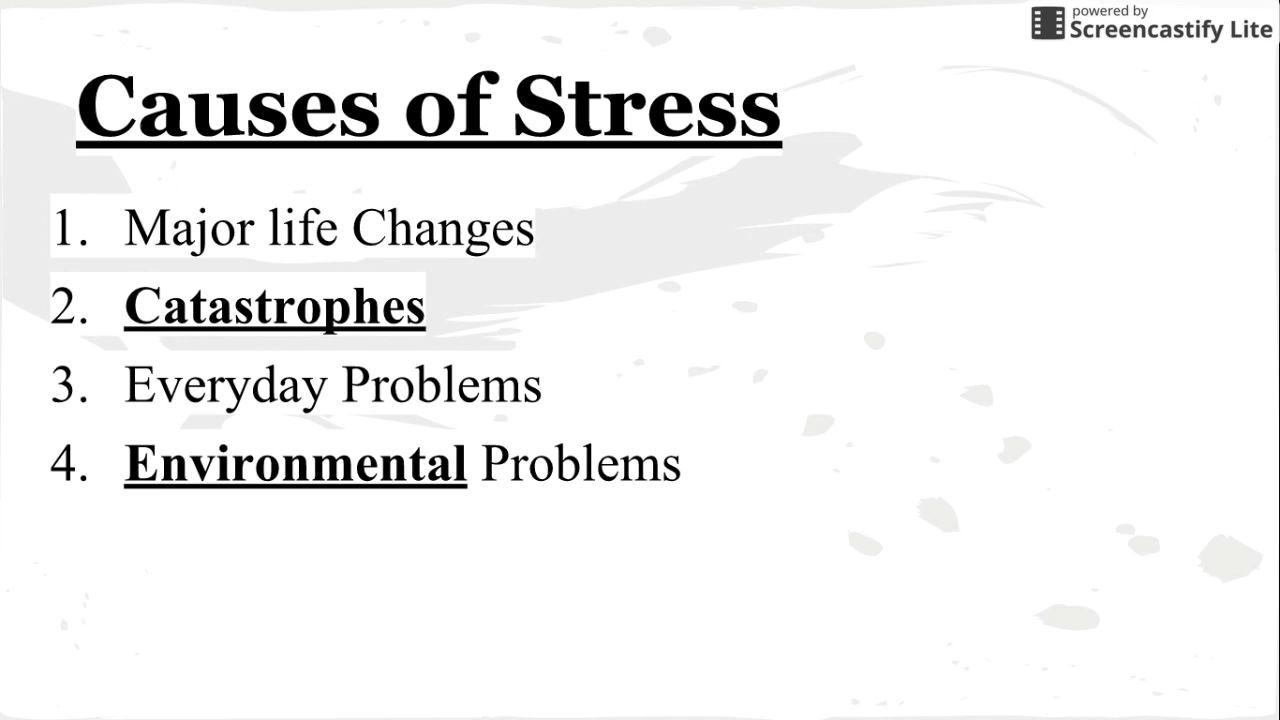 powered by
Screencastify Lite
Causes of Stress
1. Major life Changes
2. Catastrophes
3. Everyday Problems
4. Environmental Problems